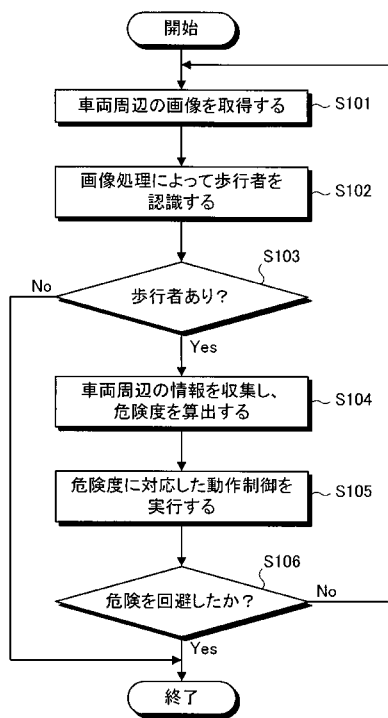 開始
車両周辺の画像を取得する
S101
画像処理によって歩行者を
認識する
S102
S103
No
歩行者あり？
Yes
車両周辺の情報を収集し、
危険度を算出する
S104
危険度に対応した動作制御を
実行する
S105
S106
危険を回避したか？
No
Yes
終了